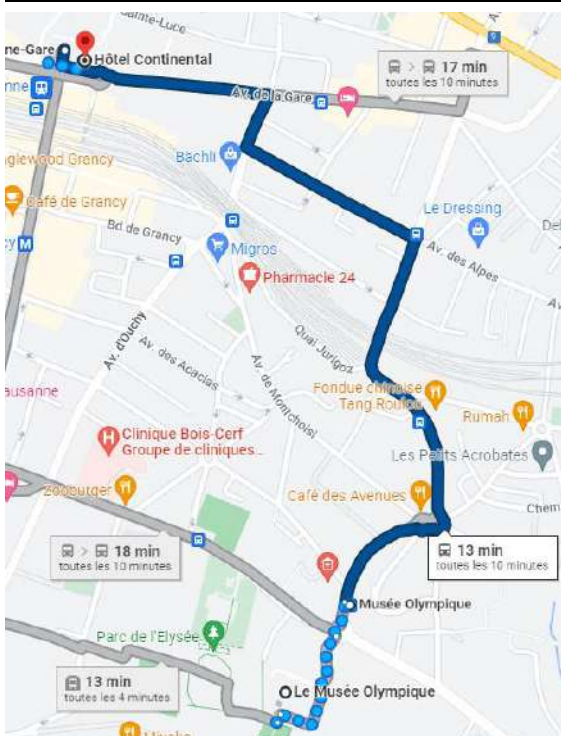 Sainte-Luce
ne-Gare
Hôtel Continental
17 min
toutes les 10 minutes
nne
Av. de la Gare
Bächli
nglewood Grancy
Café de Grancy
Le Dressing
Bd de Grancy
Migros
Av. des Alpes
M
Pharmacie 24
Quai Jurigoz
Av. d'Ouchy
Av. des Acacias
Av. de Montchoisi
ausanne
Fondue chinoise
Tang.Roulou
Rumah
H
Clinique Bois-Cerf
Groupe de cliniques...
Les Petits Acrobates
Zooburger
Café des Avenues
Chem
18 min
toutes les 10 minutes
13 min
toutes les 10 minutes
Musée Olympique
Parc de l'Elysée
13 min
toutes les 4 minutes
Le Musée Olympique